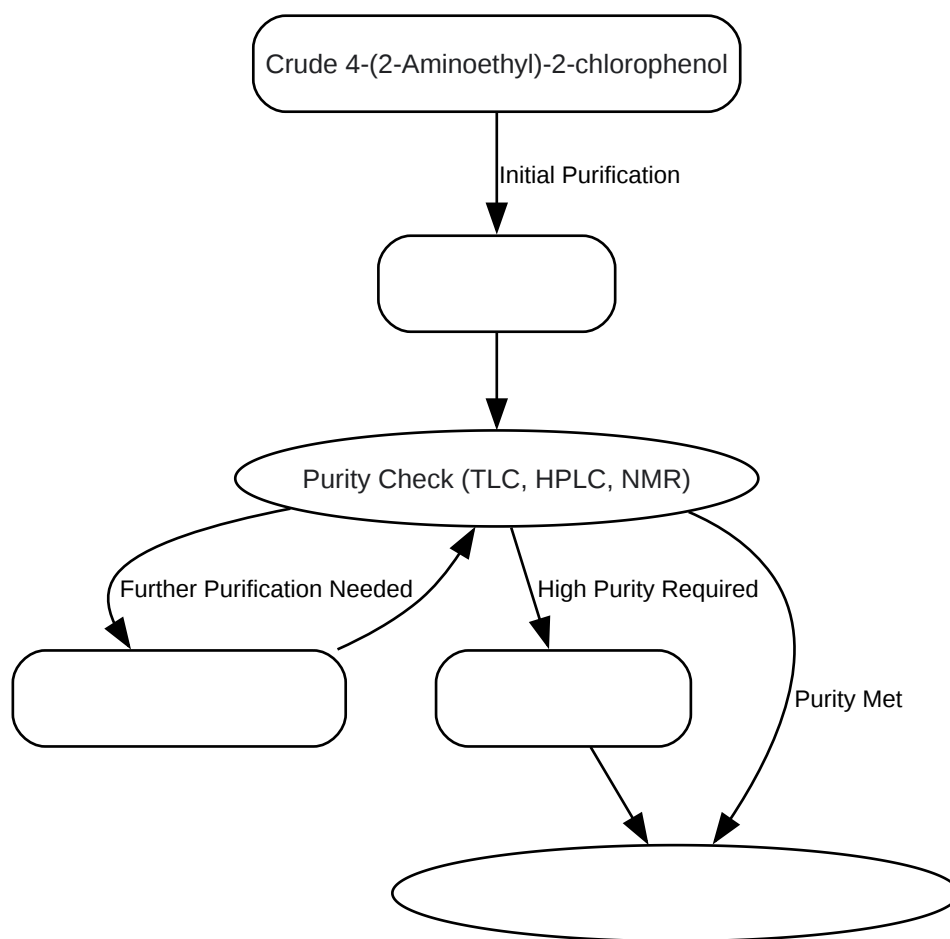 Crude 4-(2-Aminoethyl)-2-chlorophenol
Initial Purification
Purity Check (TLC, HPLC, NMR)
Further Purification Needed
High Purity Required
Purity Met